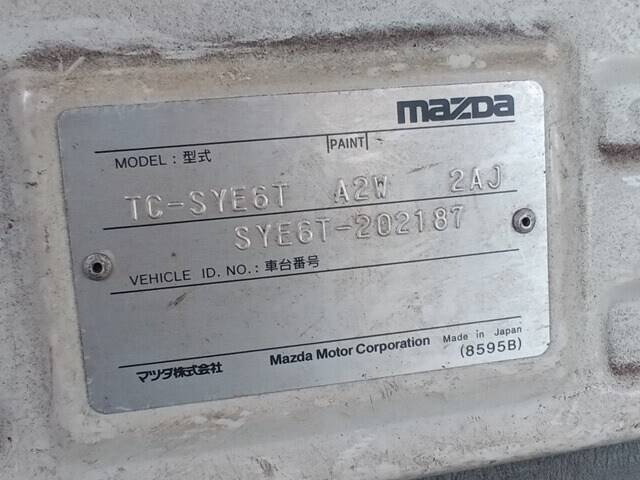 mazda
MODEL : 型式 PAINT
TC-SYE6T A2W 2AJ
SYE6T-202187
VEHICLE ID. NO. : 車台番号
マツダ株式会社 Mazda Motor Corporation Made in Japan
(8595B)